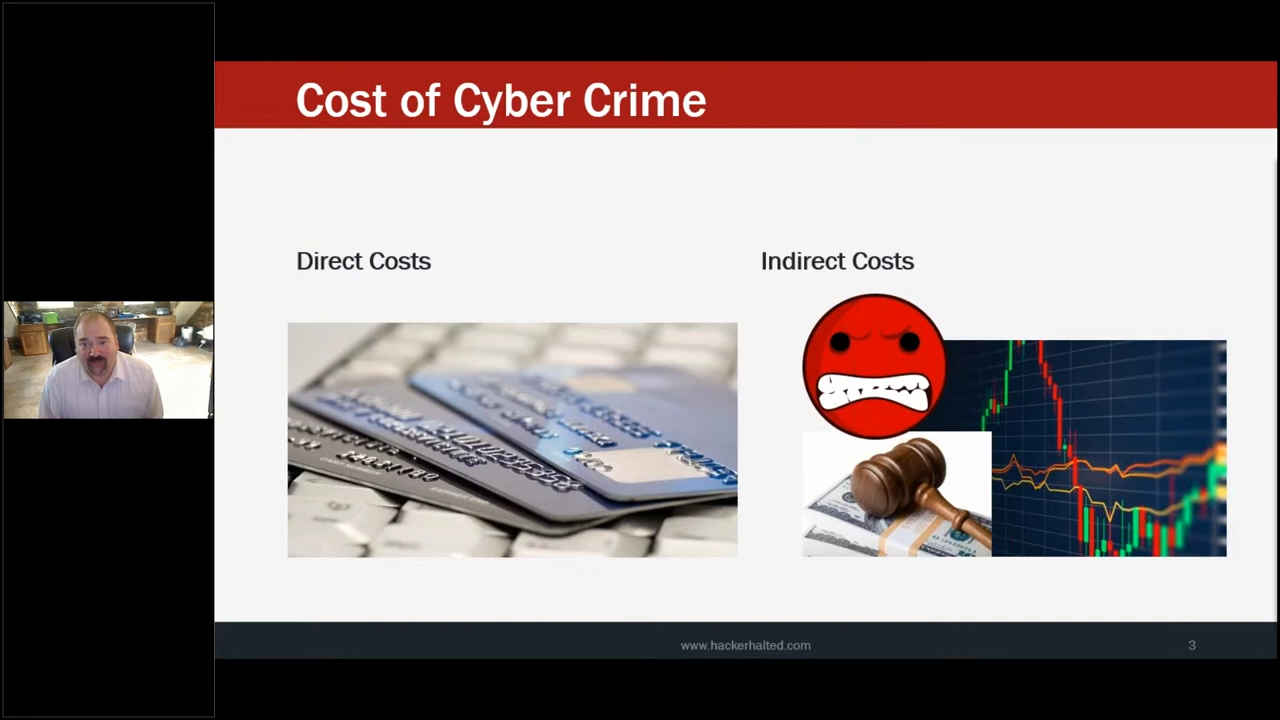 Cost of Cyber Crime
Direct Costs
Indirect Costs
www.hackerhalted.com
3